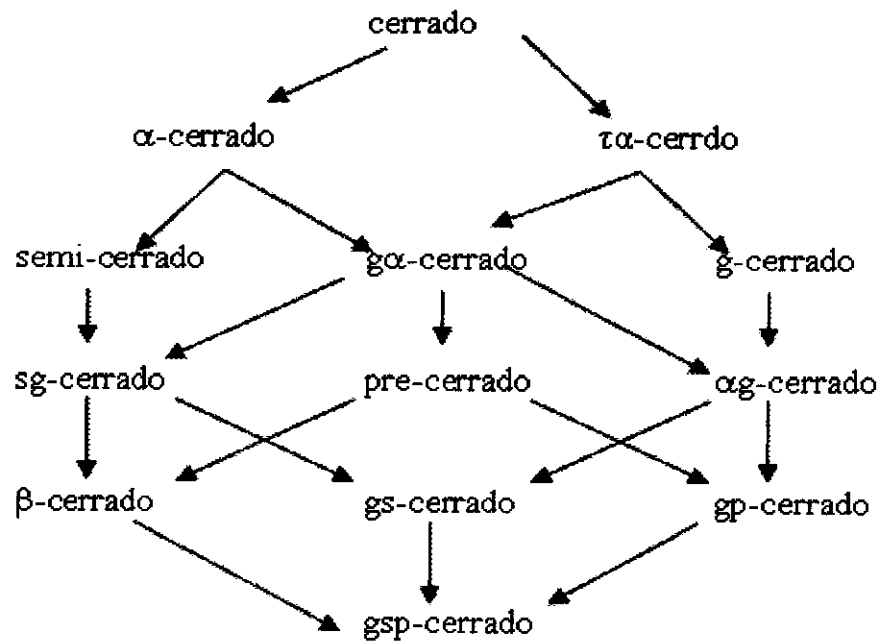 cerrado
α-cerrado τα-cerrdo
semi-cerrado gα-cerrado g-cerrado
sg-cerrado pre-cerrado αg-cerrado
β-cerrado gs-cerrado gp-cerrado
gsp-cerrado